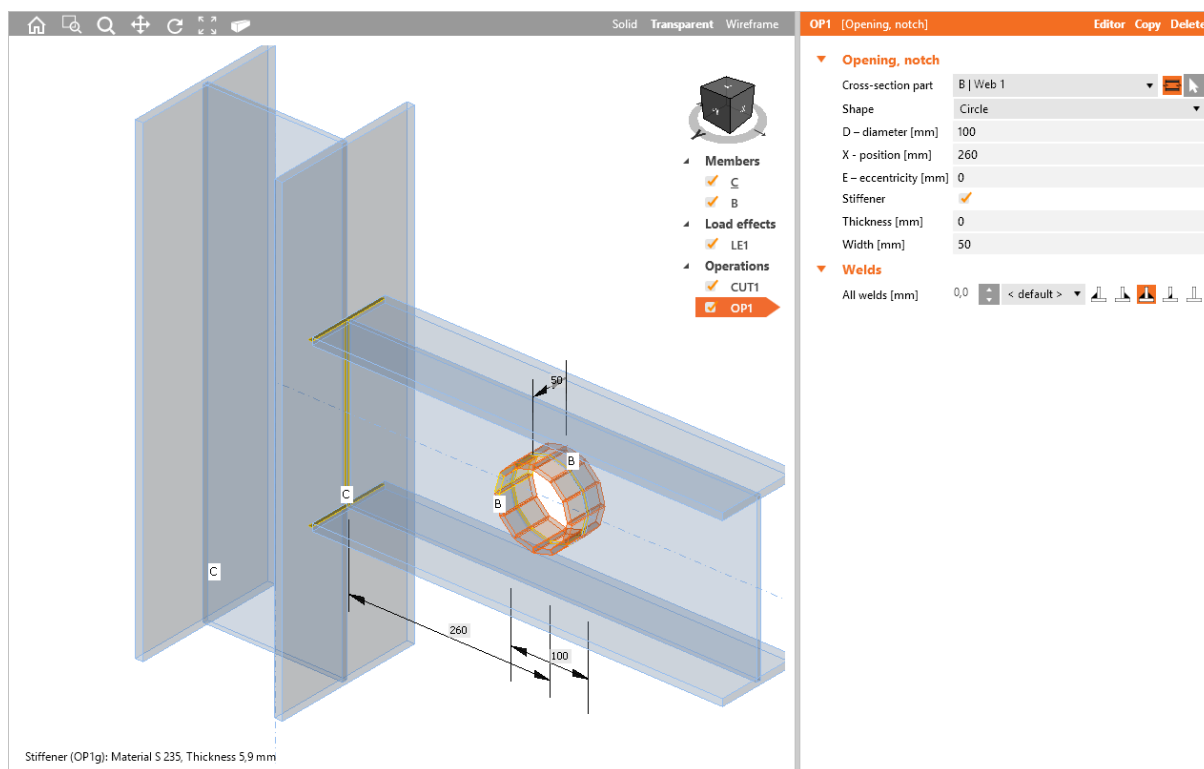 Solid Transparent Wireframe
OP1 [Opening, notch] Editor Copy Delete
Members
C
B
Load effects
LE1
Operations
CUT1
OP1
50
B
B
C
C
260
100
Stiffener (OP1g): Material S 235, Thickness 5,9 mm
Opening, notch
Cross-section part B | Web 1
Shape Circle
D – diameter [mm] 100
X - position [mm] 260
E – eccentricity [mm] 0
Stiffener
Thickness [mm] 0
Width [mm] 50
Welds
All welds [mm] 0,0 < default >